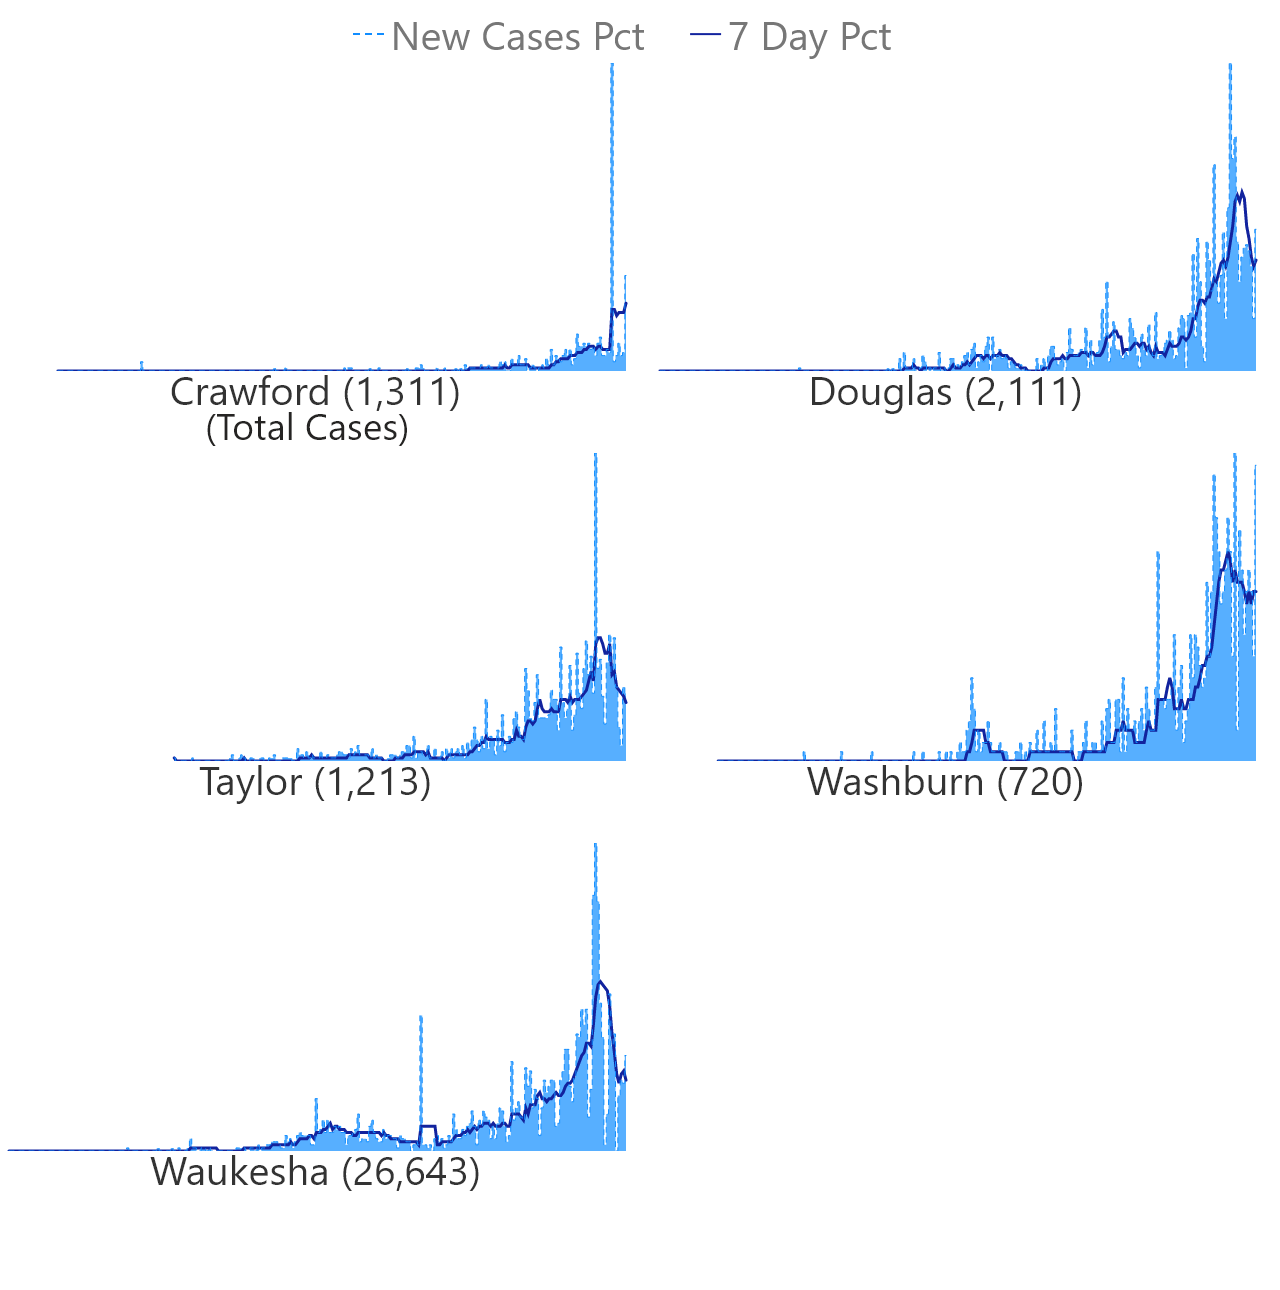 New Cases Pct 7 Day Pct
Crawford (1,311) Douglas (2,111)
(Total Cases)
Taylor (1,213) Washburn (720)
Waukesha (26,643)